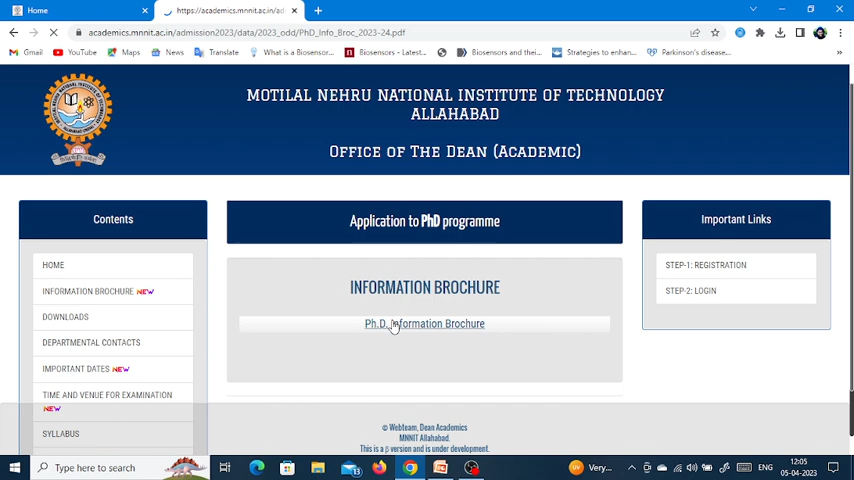 Home
https://academics.mnnit.ac.in/ad
academics.mnnit.ac.in/admission2023/data/2023_odd/PhD_Info_Broc_2023-24.pdf
Gmail YouTube Maps News Translate What is a Biosensor... Biosensors - Latest... Biosensors and thei... Strategies to enhan... Parkinson's disease...
MOTILAL NEHRU NATIONAL INSTITUTE OF TECHNOLOGY
ALLAHABAD
OFFICE OF THE DEAN (ACADEMIC)
Contents
HOME
INFORMATION BROCHURE NEW
DOWNLOADS
DEPARTMENTAL CONTACTS
IMPORTANT DATES NEW
TIME AND VENUE FOR EXAMINATION
NEW
SYLLABUS
Application to PhD programme
INFORMATION BROCHURE
Ph.D. Information Brochure
Important Links
STEP-1: REGISTRATION
STEP-2: LOGIN
© Webteam, Dean Academics
MNNIT Allahabad.
This is a β version and is under development.
Type here to search
13
Very...
ENG
12:05
05-04-2023